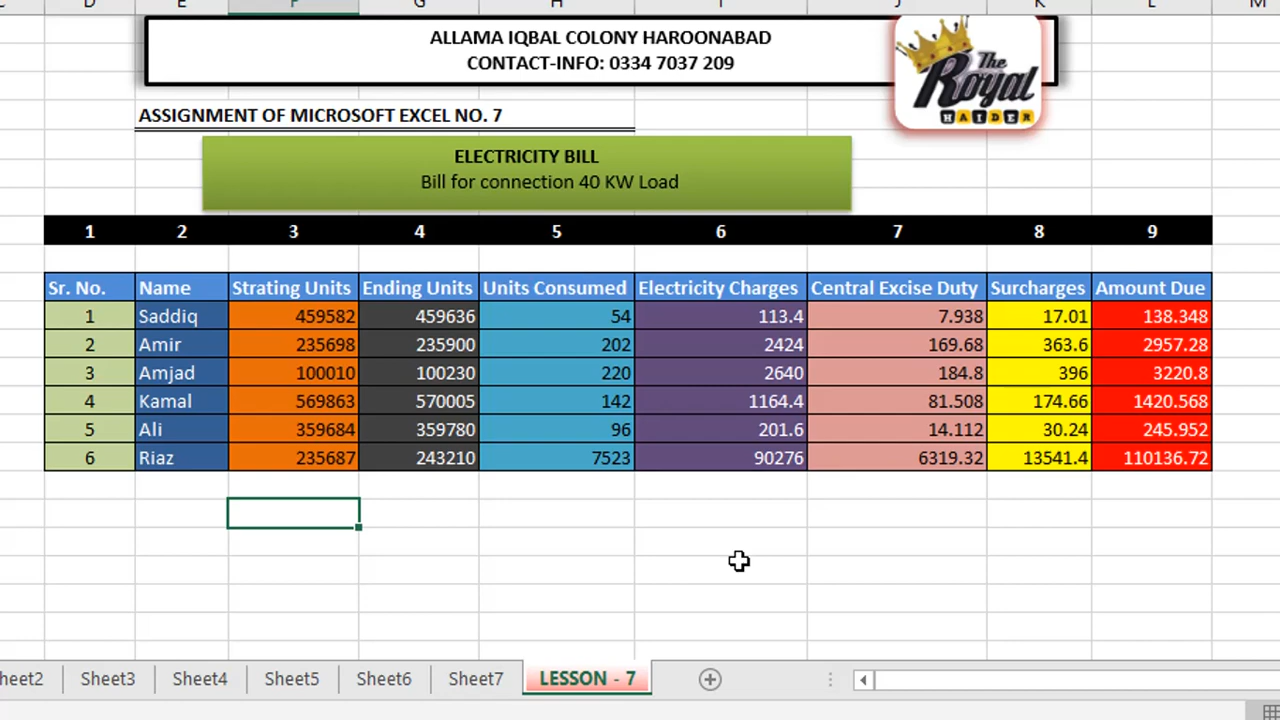 D E F G H I J K L M
ALLAMA IQBAL COLONY HAROONABAD
CONTACT-INFO: 0334 7037 209
The
Royal
HAIDER
ASSIGNMENT OF MICROSOFT EXCEL NO. 7
ELECTRICITY BILL
Bill for connection 40 KW Load
1 2 3 4 5 6 7 8 9
Sr. No. Name Strating Units Ending Units Units Consumed Electricity Charges Central Excise Duty Surcharges Amount Due
1 Saddiq 459582 459636 54 113.4 7.938 17.01 138.348
2 Amir 235698 235900 202 2424 169.68 363.6 2957.28
3 Amjad 100010 100230 220 2640 184.8 396 3220.8
4 Kamal 569863 570005 142 1164.4 81.508 174.66 1420.568
5 Ali 359684 359780 96 201.6 14.112 30.24 245.952
6 Riaz 235687 243210 7523 90276 6319.32 13541.4 110136.72
heet2 Sheet3 Sheet4 Sheet5 Sheet6 Sheet7 LESSON - 7